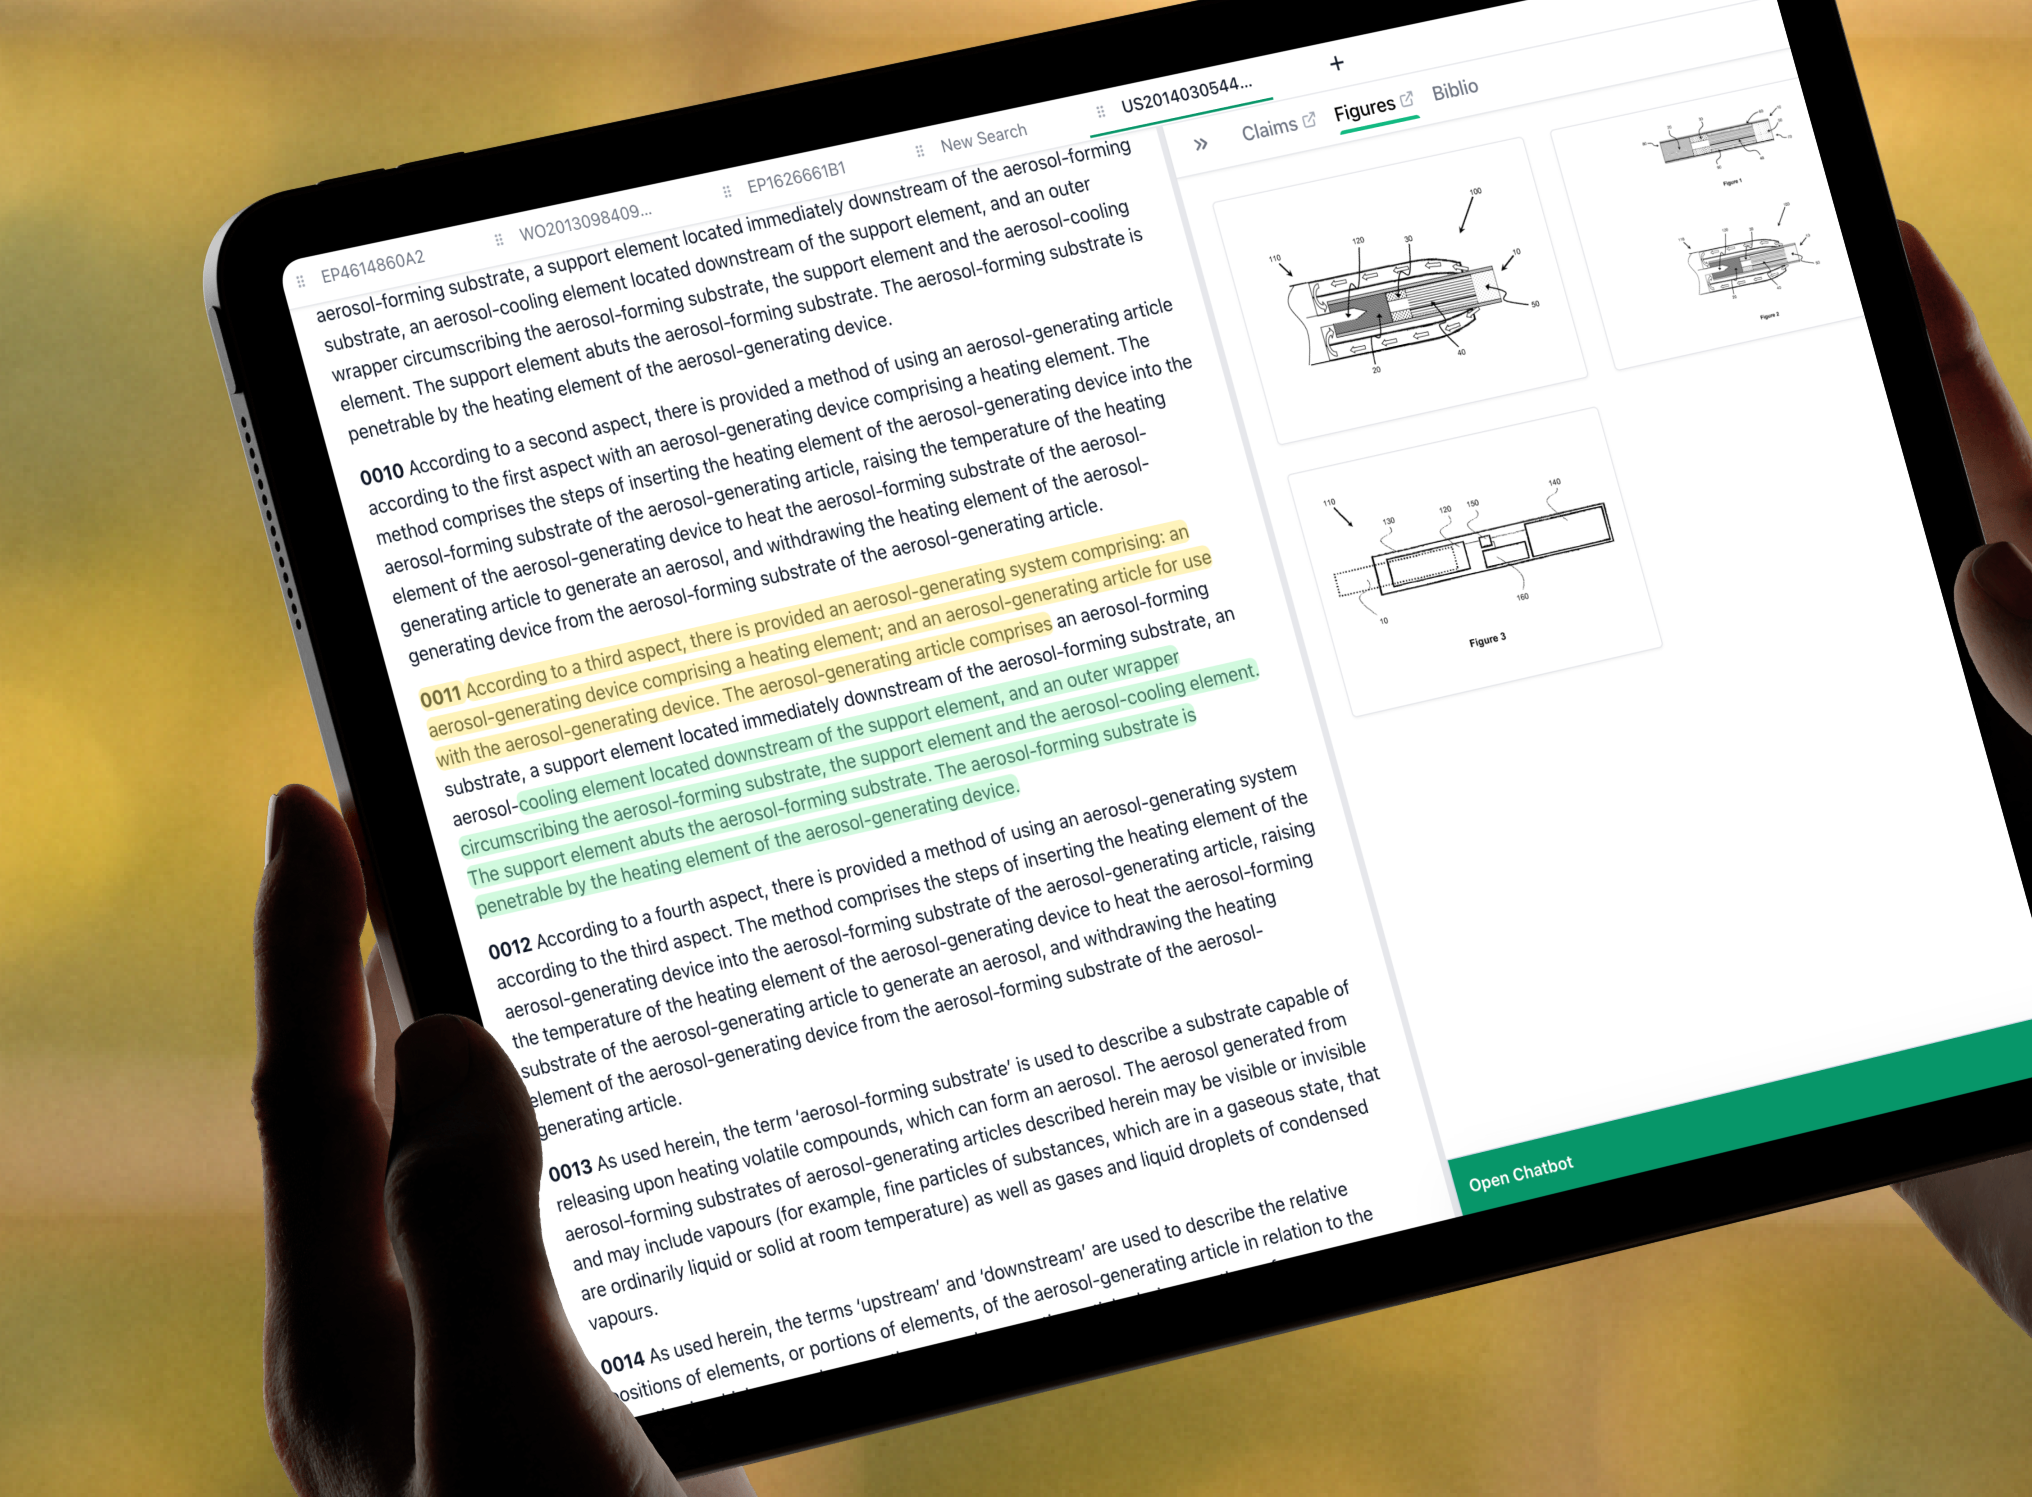 EP4614860A2
WO2013098409...
EP1626661B1
New Search
US2014030544...
+
aerosol-forming substrate, a support element located immediately downstream of the aerosol-forming
substrate, an aerosol-cooling element located downstream of the support element, and an outer
wrapper circumscribing the aerosol-forming substrate, the support element and the aerosol-cooling
element. The support element abuts the aerosol-forming substrate. The aerosol-forming substrate is
penetrable by the heating element of the aerosol-generating device.
0010 According to a second aspect, there is provided a method of using an aerosol-generating article
according to the first aspect with an aerosol-generating device comprising a heating element. The
method comprises the steps of inserting the heating element of the aerosol-generating device into the
aerosol-forming substrate of the aerosol-generating article, raising the temperature of the heating
element of the aerosol-generating device to heat the aerosol-forming substrate of the aerosol-
generating article to generate an aerosol, and withdrawing the heating element of the aerosol-
generating device from the aerosol-forming substrate of the aerosol-generating article.
0011 According to a third aspect, there is provided an aerosol-generating system comprising: an
aerosol-generating device comprising a heating element; and an aerosol-generating article for use
with the aerosol-generating device. The aerosol-generating article comprises an aerosol-forming
substrate, a support element located immediately downstream of the aerosol-forming substrate, an
aerosol-cooling element located downstream of the support element, and an outer wrapper
circumscribing the aerosol-forming substrate, the support element and the aerosol-cooling element.
The support element abuts the aerosol-forming substrate. The aerosol-forming substrate is
penetrable by the heating element of the aerosol-generating device.
0012 According to a fourth aspect, there is provided a method of using an aerosol-generating system
according to the third aspect. The method comprises the steps of inserting the heating element of the
aerosol-generating device into the aerosol-forming substrate of the aerosol-generating article, raising
the temperature of the heating element of the aerosol-generating device to heat the aerosol-forming
substrate of the aerosol-generating article to generate an aerosol, and withdrawing the heating
element of the aerosol-generating device from the aerosol-forming substrate of the aerosol-
generating article.
0013 As used herein, the term ‘aerosol-forming substrate’ is used to describe a substrate capable of
releasing upon heating volatile compounds, which can form an aerosol. The aerosol generated from
aerosol-forming substrates of aerosol-generating articles described herein may be visible or invisible
and may include vapours (for example, fine particles of substances, which are in a gaseous state, that
are ordinarily liquid or solid at room temperature) as well as gases and liquid droplets of condensed
vapours.
0014 As used herein, the terms ‘upstream’ and ‘downstream’ are used to describe the relative
positions of elements, or portions of elements, of the aerosol-generating article in relation to the
Claims
Figures
Biblio
100
110
120
30
10
50
40
20
Figure 1
Figure 2
110
130
120
150
140
160
10
Figure 3
Open Chatbot